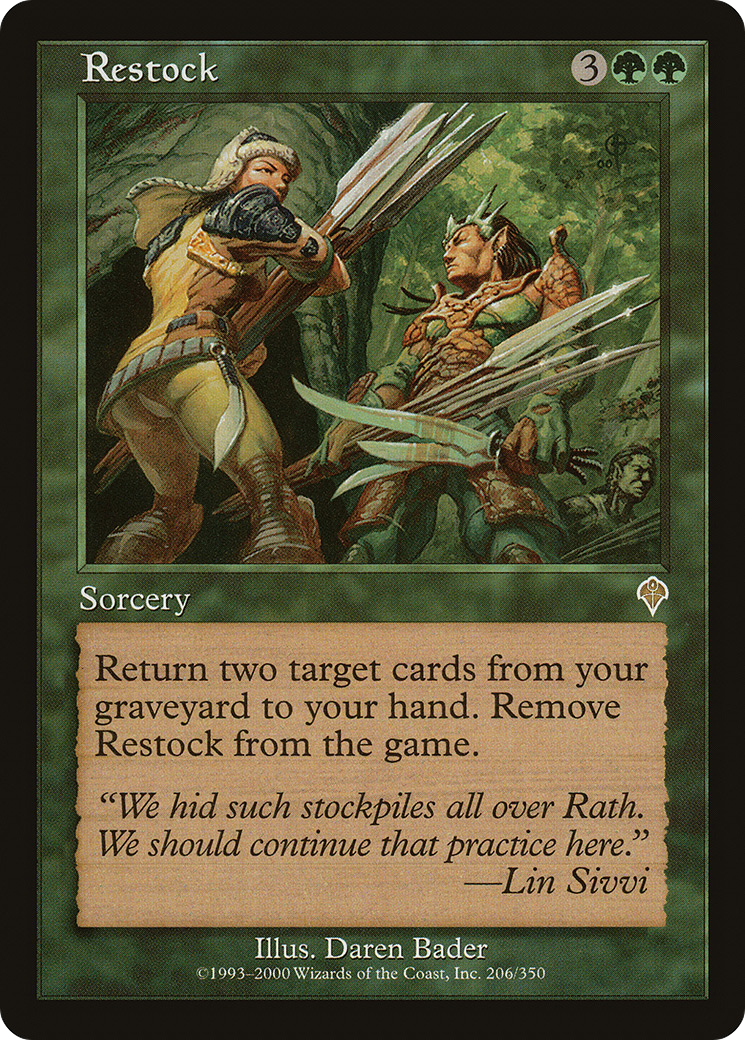 Restock 3
Sorcery
Return two target cards from your
graveyard to your hand. Remove
Restock from the game.
“We hid such stockpiles all over Rath.
We should continue that practice here.”
—Lin Sivvi
Illus. Daren Bader
©1993–2000 Wizards of the Coast, Inc. 206/350